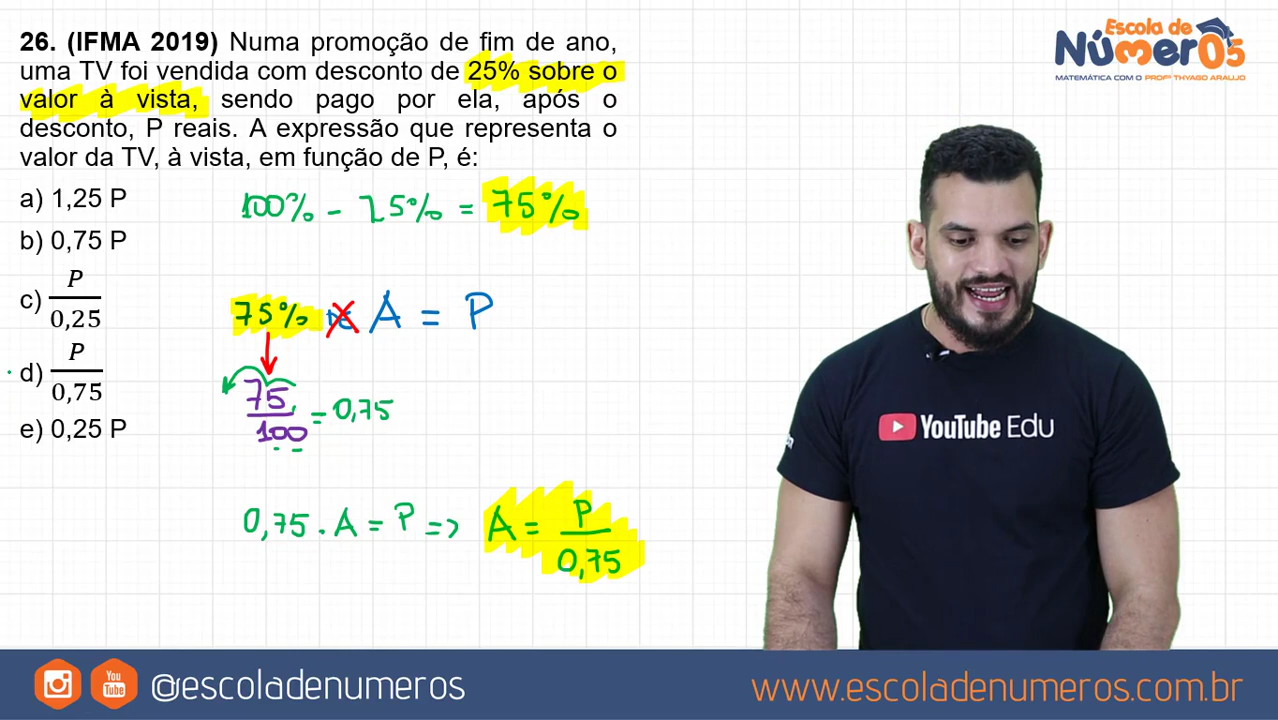 26. (IFMA 2019) Numa promoção de fim de ano,
uma TV foi vendida com desconto de 25% sobre o
valor à vista, sendo pago por ela, após o
desconto, P reais. A expressão que representa o
valor da TV, à vista, em função de P, é:
a) 1,25 P
b) 0,75 P
c) P/0,25
d) P/0,75
e) 0,25 P
100% - 25% = 75%
75% A = P
75/100 = 0,75
0,75 . A = P => A = P/0,75
Escola de
NúmerOs
MATEMÁTICA COM O PROFº THYAGO ARAUJO
YouTube Edu
You
Tube
@escoladenumeros
www.escoladenumeros.com.br